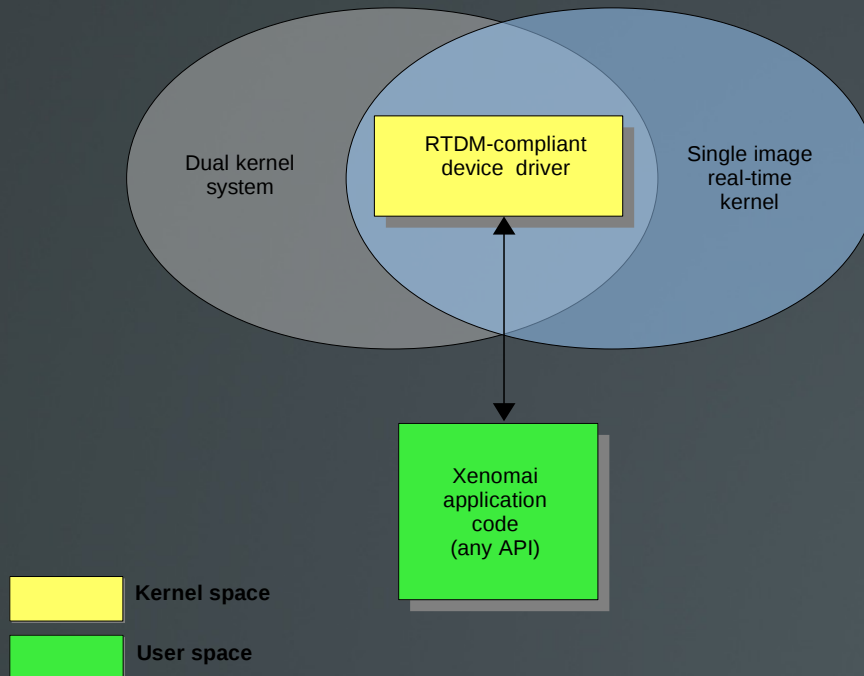 RTDM-compliant
device driver
Dual kernel
system
Single image
real-time
kernel
Xenomai
application
code
(any API)
Kernel space
User space